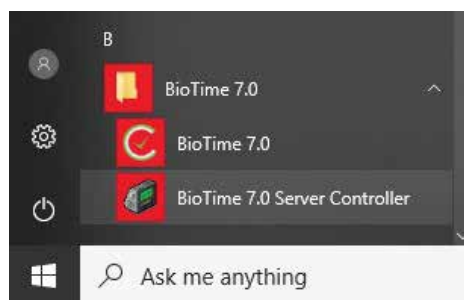 B
BioTime 7.0
BioTime 7.0
BioTime 7.0 Server Controller
Ask me anything